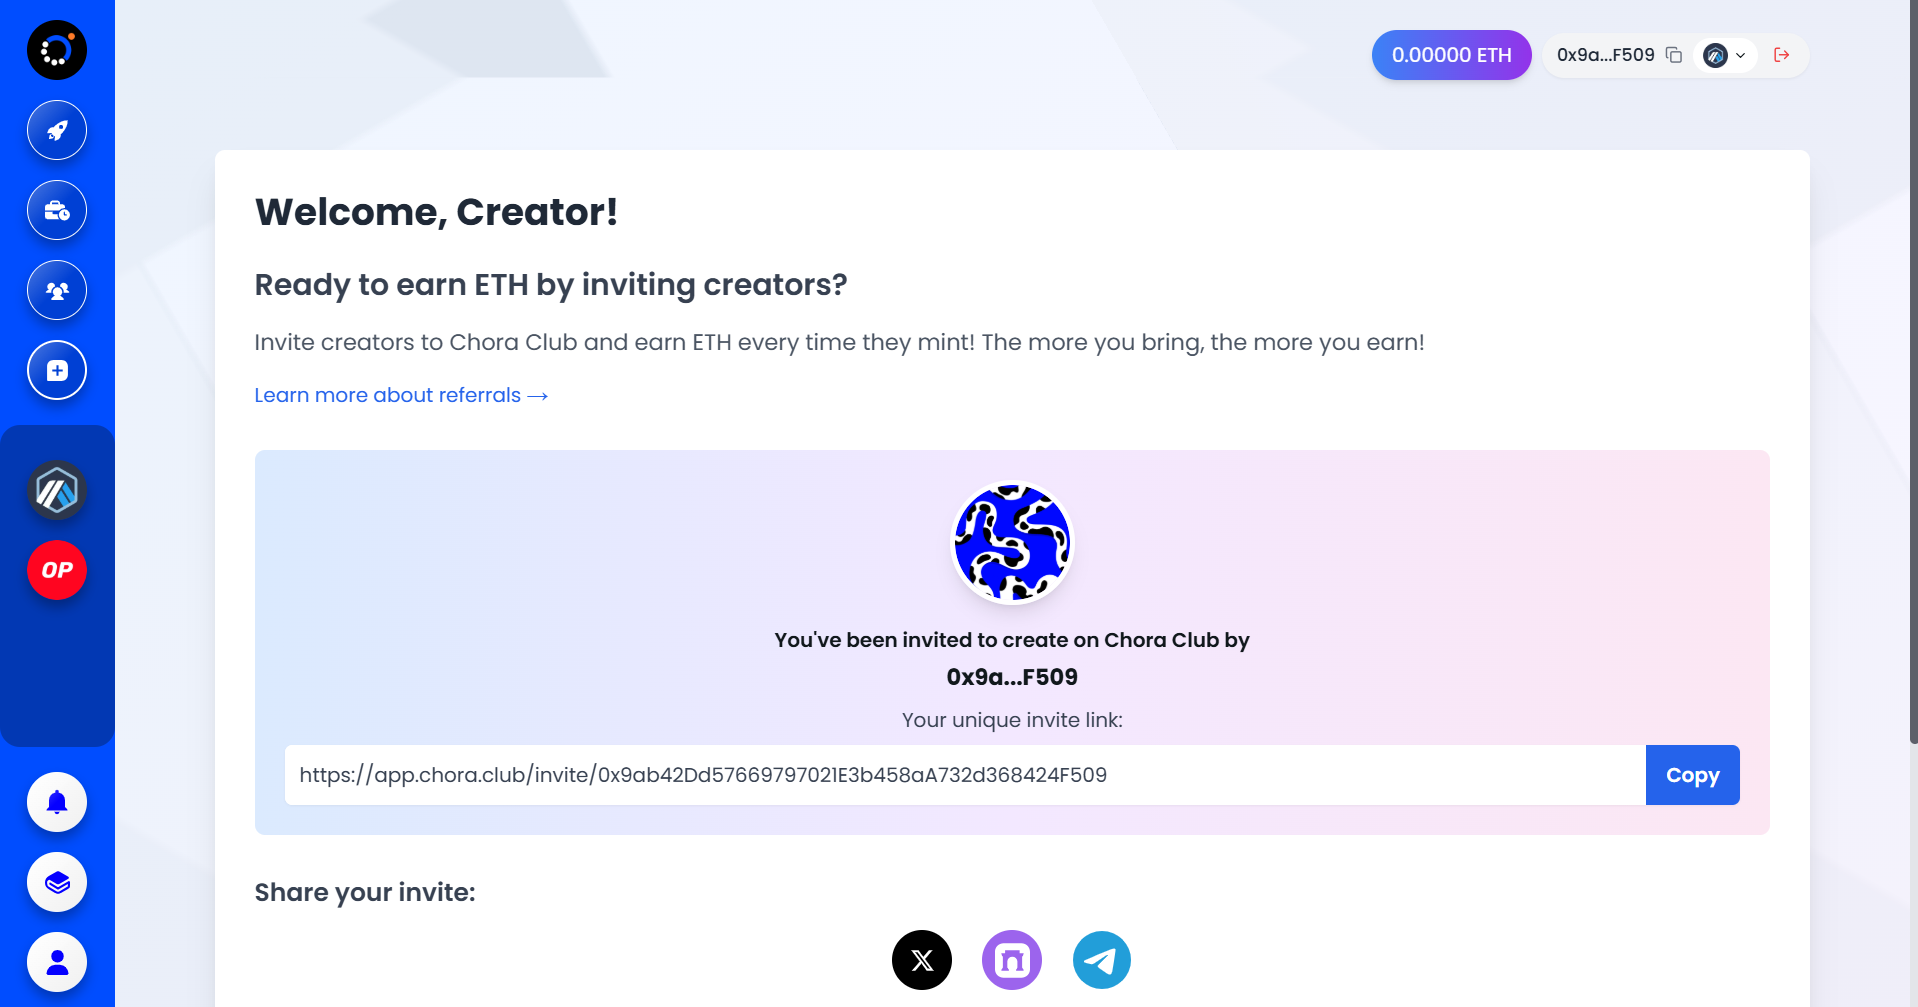 0.00000 ETH
0x9a...F509
Welcome, Creator!
Ready to earn ETH by inviting creators?
Invite creators to Chora Club and earn ETH every time they mint! The more you bring, the more you earn!
Learn more about referrals →
OP
You've been invited to create on Chora Club by
0x9a...F509
Your unique invite link:
https://app.chora.club/invite/0x9ab42Dd57669797021E3b458aA732d368424F509
Copy
Share your invite: